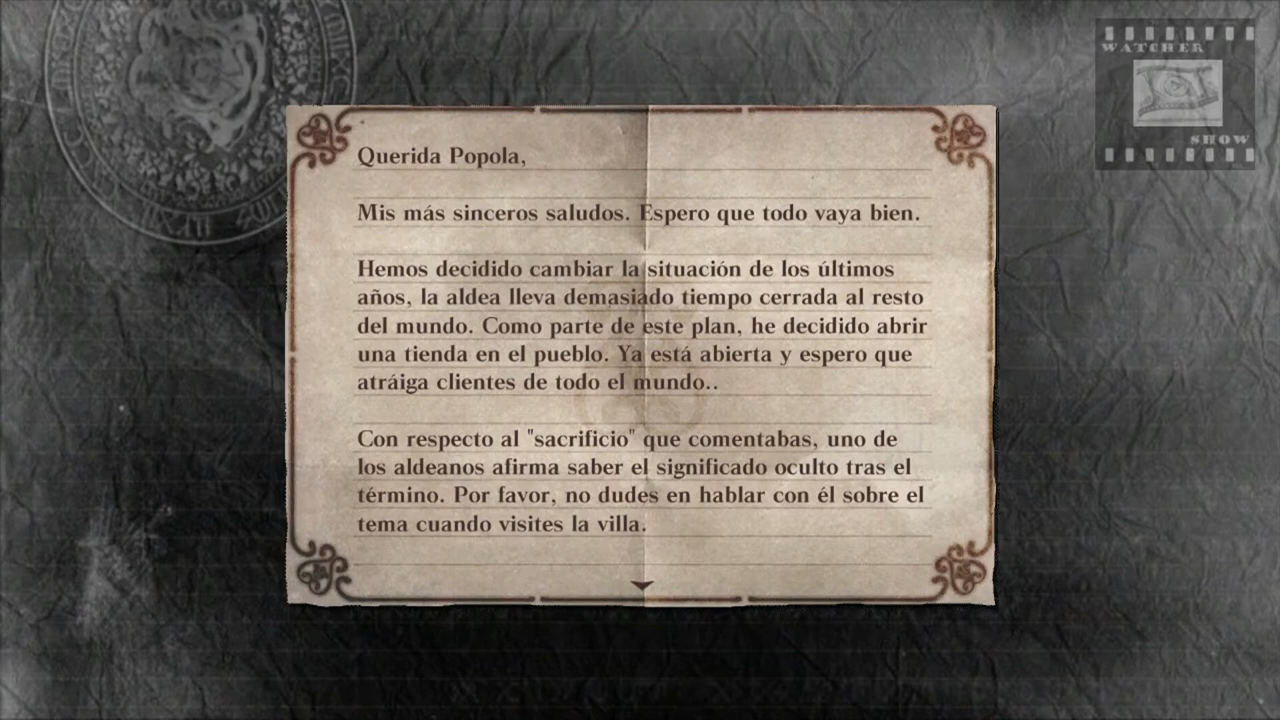 WATCHER
SHOW
Querida Popola,
Mis más sinceros saludos. Espero que todo vaya bien.
Hemos decidido cambiar la situación de los últimos
años, la aldea lleva demasiado tiempo cerrada al resto
del mundo. Como parte de este plan, he decidido abrir
una tienda en el pueblo. Ya está abierta y espero que
atráiga clientes de todo el mundo..
Con respecto al "sacrificio" que comentabas, uno de
los aldeanos afirma saber el significado oculto tras el
término. Por favor, no dudes en hablar con él sobre el
tema cuando visites la villa.